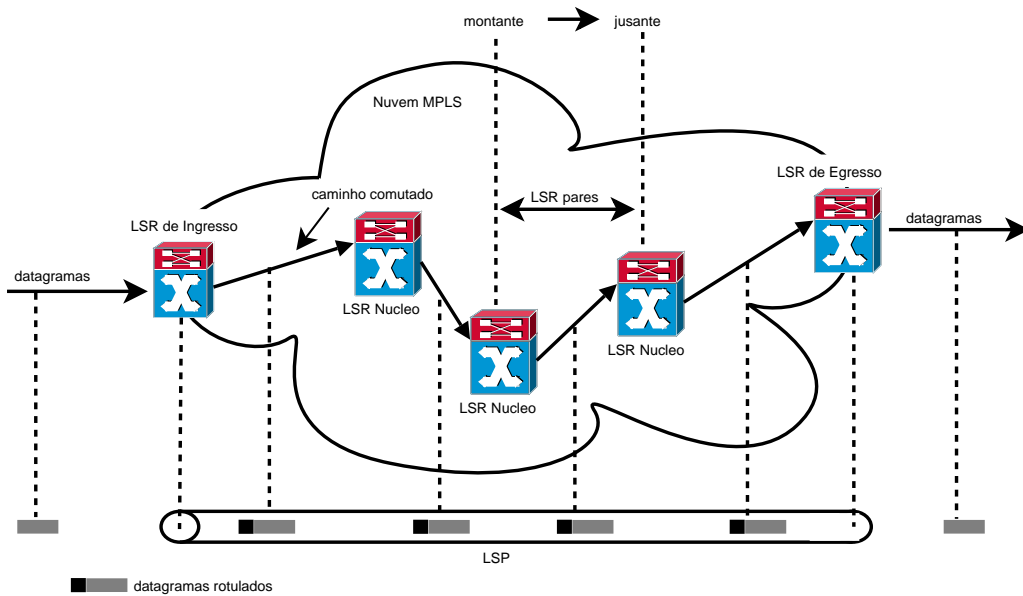 montante
jusante
Nuvem MPLS
LSR de Egresso
caminho comutado
LSR pares
LSR de Ingresso
datagramas
datagramas
LSR Nucleo
LSR Nucleo
LSR Nucleo
LSP
datagramas rotulados